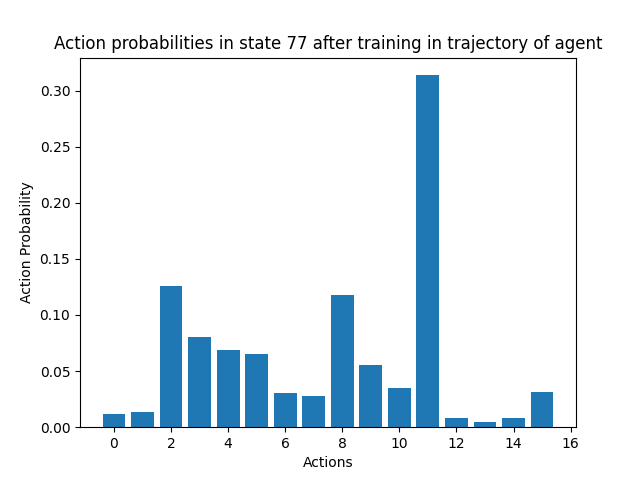 Action probabilities in state 77 after training in trajectory of agent
0.30
0.25
0.20
0.15
0.10
0.05
0.00
Action Probability
0 2 4 6 8 10 12 14 16
Actions